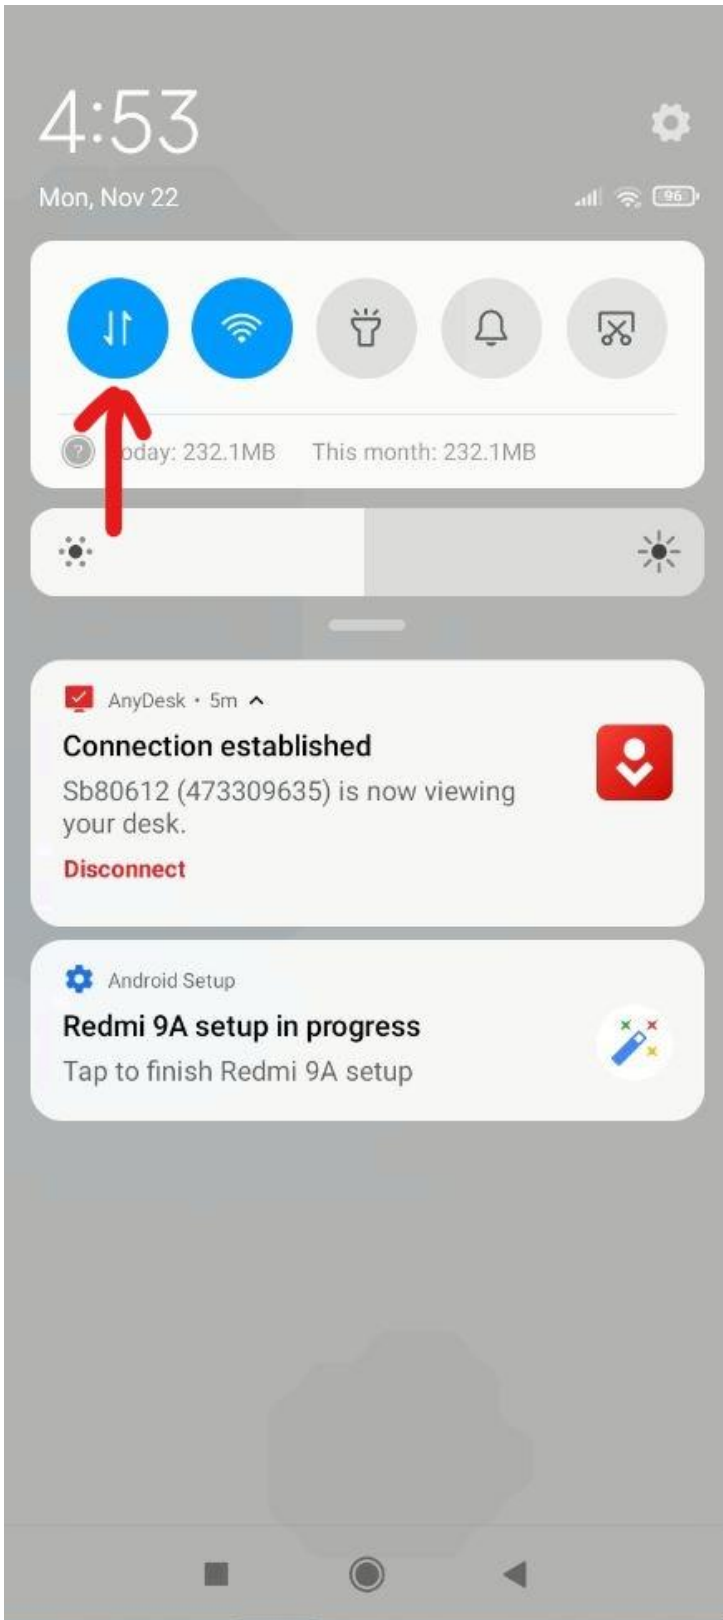 4:53
Mon, Nov 22
96
? oday: 232.1MB This month: 232.1MB
AnyDesk • 5m
Connection established
Sb80612 (473309635) is now viewing
your desk.
Disconnect
Android Setup
Redmi 9A setup in progress
Tap to finish Redmi 9A setup